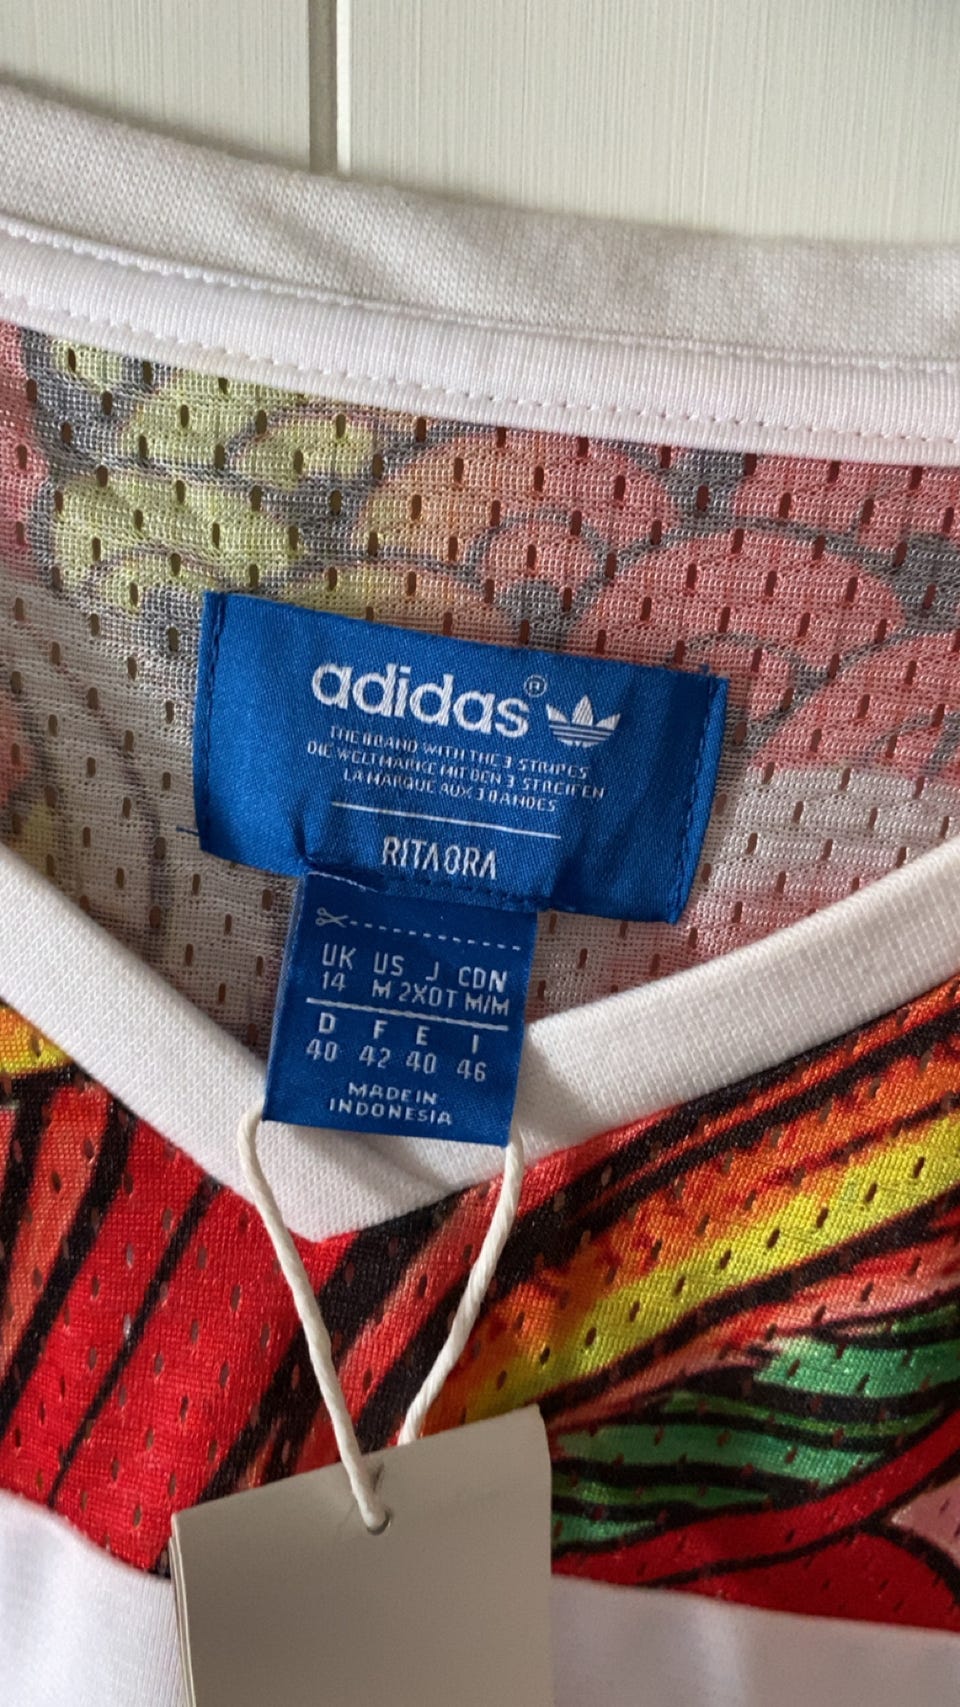 adidas®
THE BRAND WITH THE 3 STRIPES
DIE WELTMARKE MIT DEN 3 STREIFEN
LA MARQUE AUX 3 BANDES
RITA ORA
UK US J CDN
14 M 2XOT M/M
D F E I
40 42 40 46
MADE IN
INDONESIA